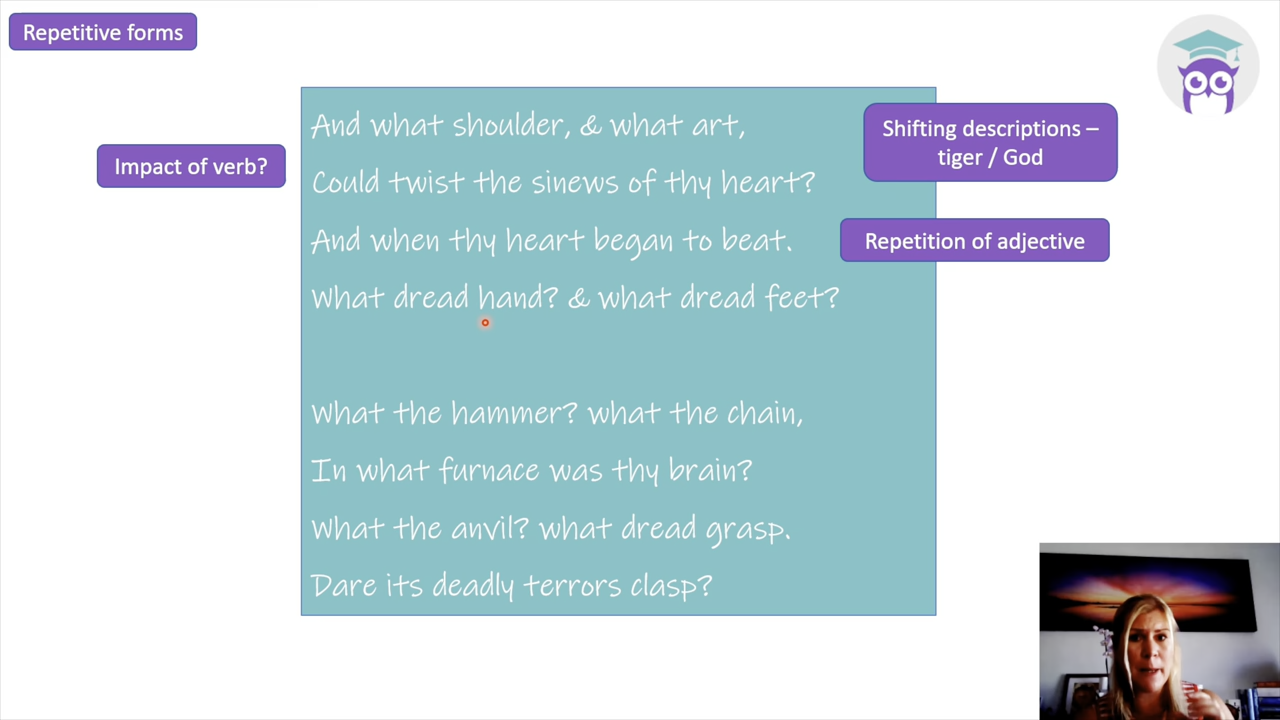 Repetitive forms
And what shoulder, & what art,
Could twist the sinews of thy heart?
And when thy heart began to beat.
What dread hand? & what dread feet?
What the hammer? what the chain,
In what furnace was thy brain?
What the anvil? what dread grasp.
Dare its deadly terrors clasp?
Impact of verb?
Shifting descriptions –
tiger / God
Repetition of adjective